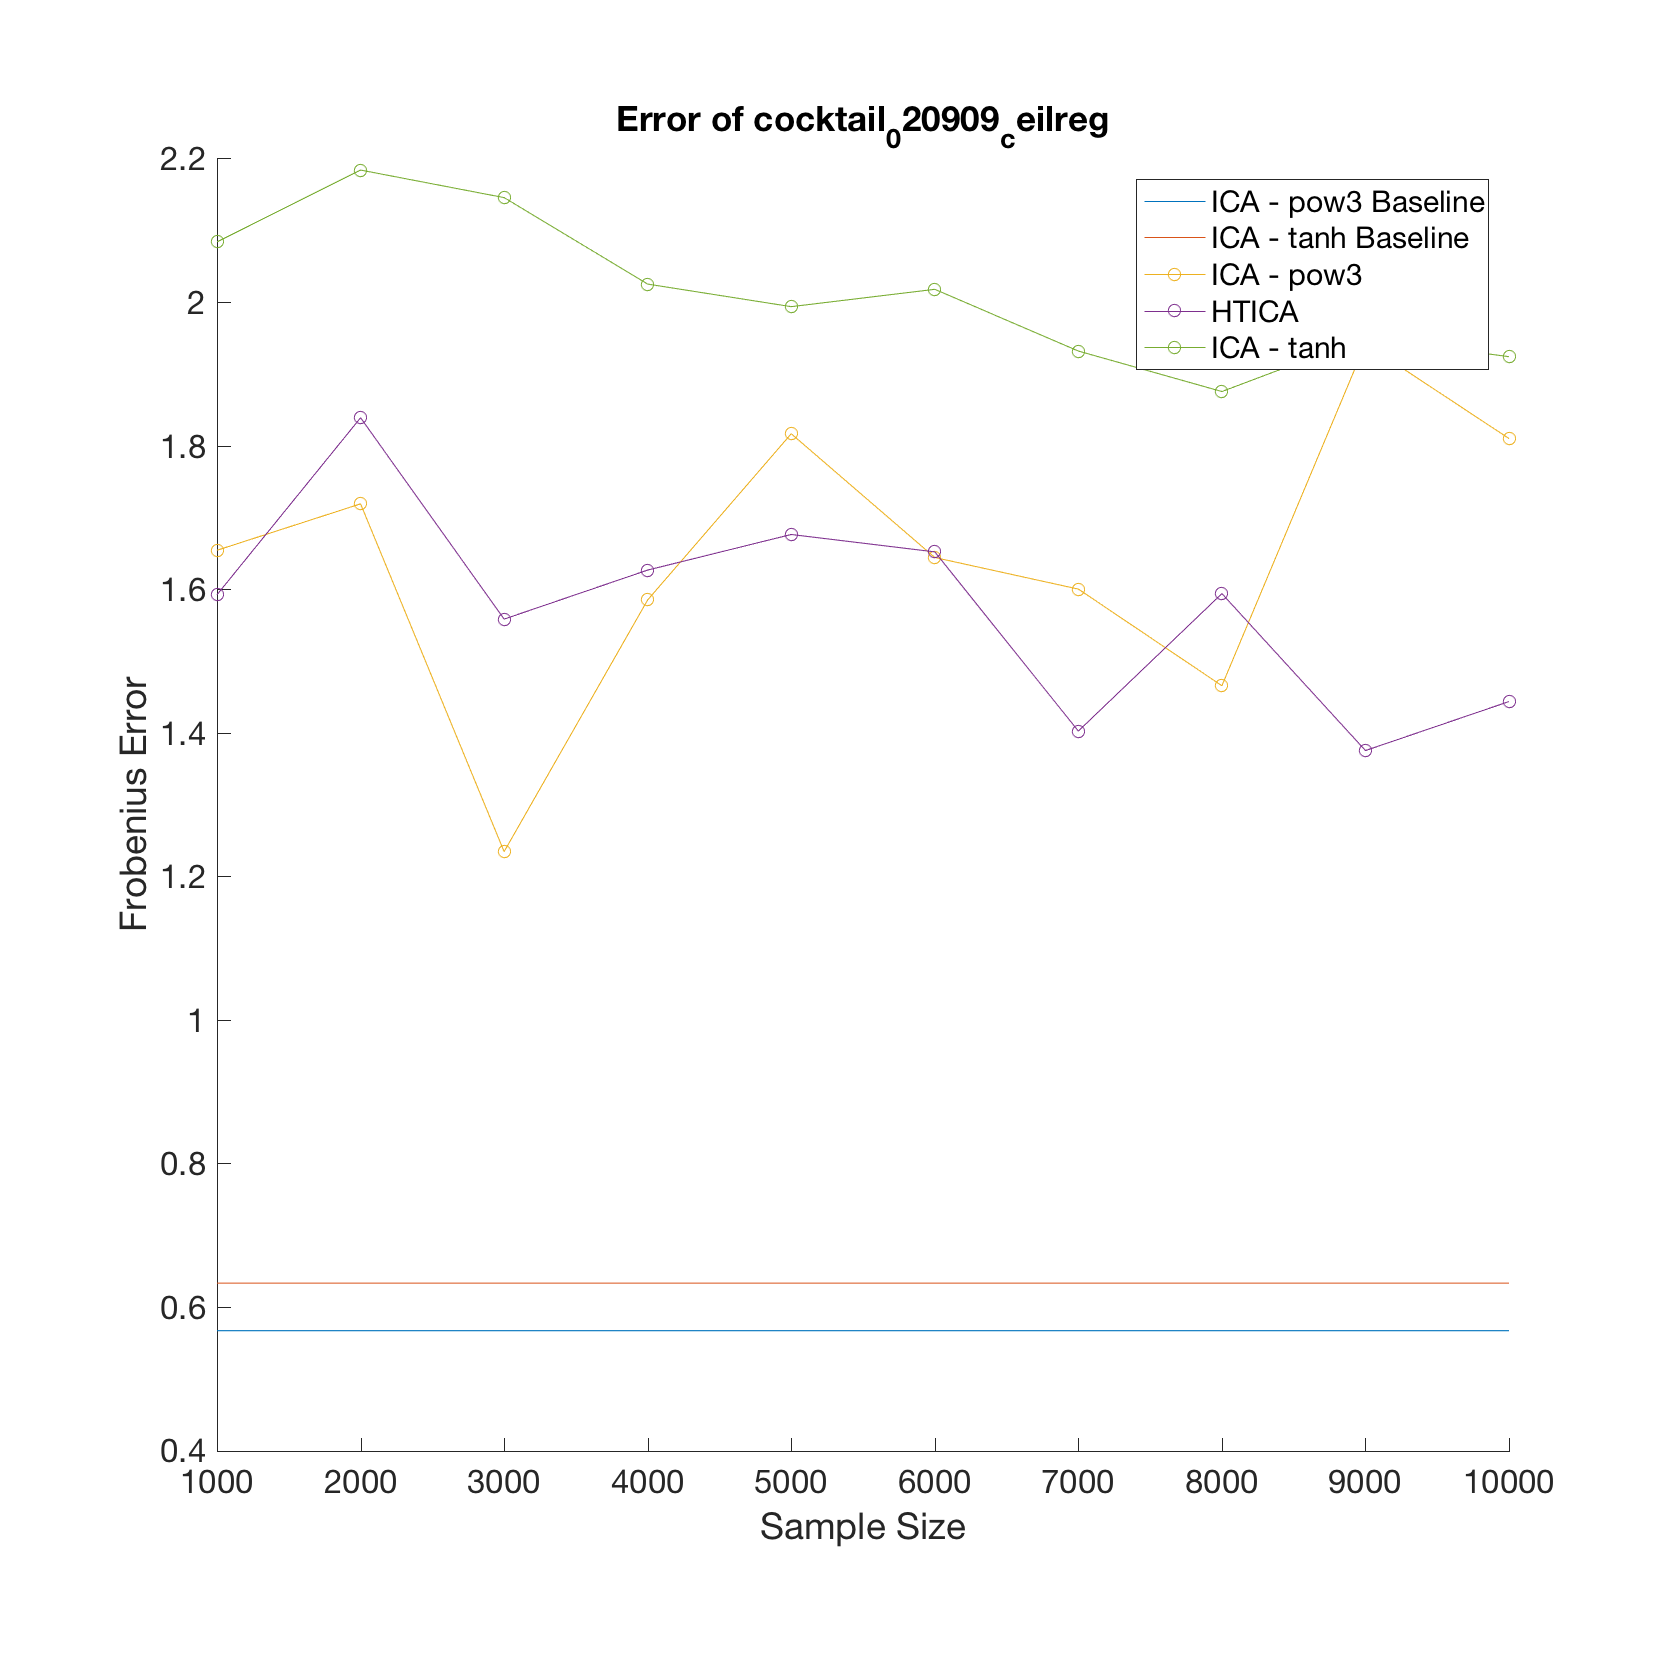 Error of cocktail_020909_ceilreg
2.2
2
1.8
1.6
1.4
1.2
1
0.8
0.6
0.4
Frobenius Error
ICA - pow3 Baseline
ICA - tanh Baseline
ICA - pow3
HTICA
ICA - tanh
1000 2000 3000 4000 5000 6000 7000 8000 9000 10000
Sample Size